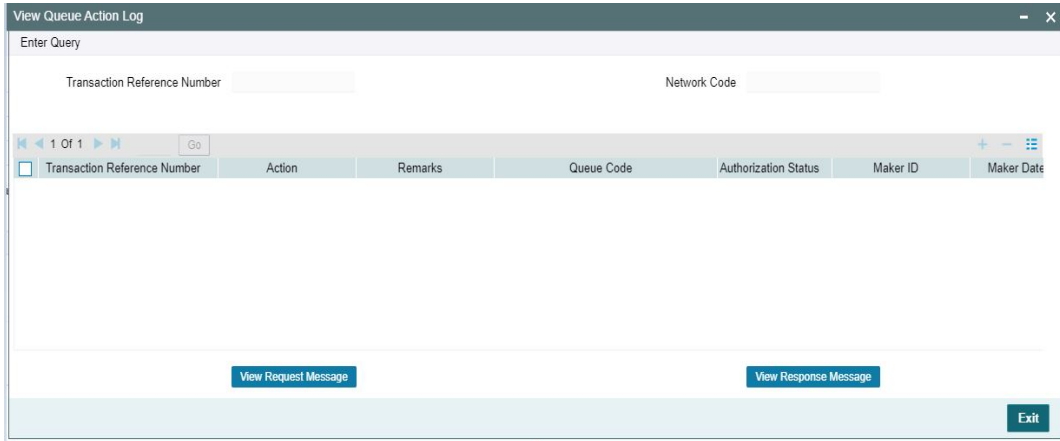 View Queue Action Log
Enter Query
Transaction Reference Number Network Code
1 Of 1 Go
Transaction Reference Number Action Remarks Queue Code Authorization Status Maker ID Maker Date
View Request Message View Response Message
Exit